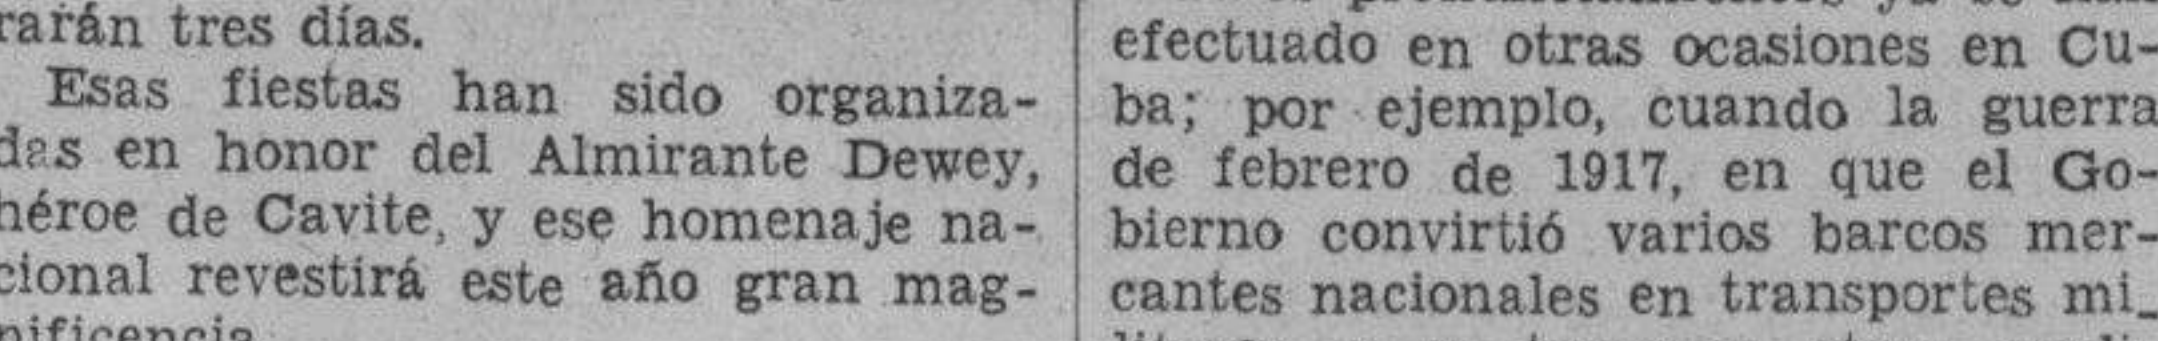 rarán tres días.
Esas fiestas han sido organiza-
das en honor del Almirante Dewey,
héroe de Cavite, y ese homenaje na-
cional revestirá este año gran mag-
nificencia
efectuado en otras ocasiones en Cu-
ba; por ejemplo, cuando la guerra
de febrero de 1917, en que el Go-
bierno convirtió varios barcos mer-
cantes nacionales en transportes mi_